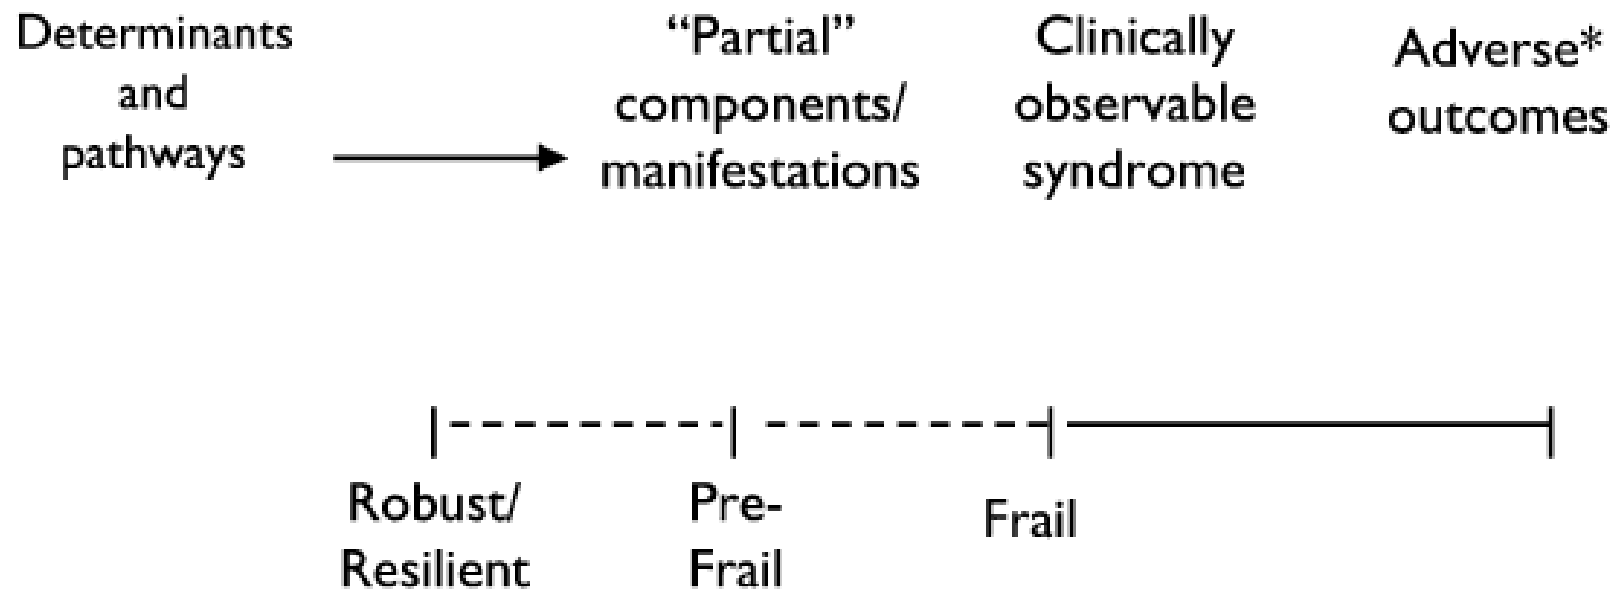 Determinants
and
pathways
“Partial”
components/
manifestations
Clinically
observable
syndrome
Adverse*
outcomes
Robust/
Resilient
Pre-
Frail
Frail